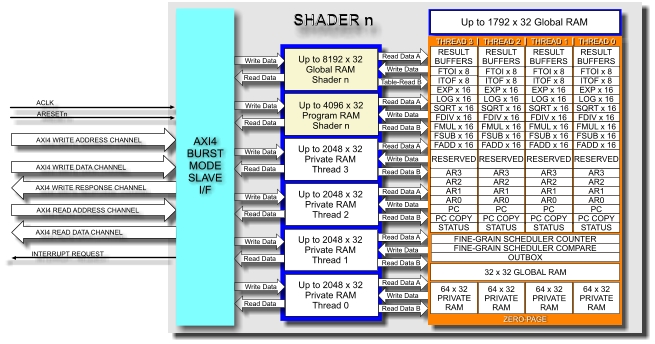 SHADER n
Up to 1792 x 32 Global RAM
THREAD 3 THREAD 2 THREAD 1 THREAD 0
RESULT BUFFERS RESULT BUFFERS RESULT BUFFERS RESULT BUFFERS
FTOI x 8 FTOI x 8 FTOI x 8 FTOI x 8
ITOF x 8 ITOF x 8 ITOF x 8 ITOF x 8
EXP x 16 EXP x 16 EXP x 16 EXP x 16
LOG x 16 LOG x 16 LOG x 16 LOG x 16
SQRT x 16 SQRT x 16 SQRT x 16 SQRT x 16
FDIV x 16 FDIV x 16 FDIV x 16 FDIV x 16
FMUL x 16 FMUL x 16 FMUL x 16 FMUL x 16
FSUB x 16 FSUB x 16 FSUB x 16 FSUB x 16
FADD x 16 FADD x 16 FADD x 16 FADD x 16
RESERVED RESERVED RESERVED RESERVED
AR3 AR3 AR3 AR3
AR2 AR2 AR2 AR2
AR1 AR1 AR1 AR1
AR0 AR0 AR0 AR0
PC PC PC PC
PC COPY PC COPY PC COPY PC COPY
STATUS STATUS STATUS STATUS
FINE-GRAIN SCHEDULER COUNTER
FINE-GRAIN SCHEDULER COMPARE
OUTBOX
32 x 32 GLOBAL RAM
64 x 32 64 x 32 64 x 32 64 x 32
PRIVATE PRIVATE PRIVATE PRIVATE
RAM RAM RAM RAM
ZERO-PAGE
ACLK
ARESETn
AXI4 WRITE ADDRESS CHANNEL
AXI4 WRITE DATA CHANNEL
AXI4 WRITE RESPONSE CHANNEL
AXI4 READ ADDRESS CHANNEL
AXI4 READ DATA CHANNEL
INTERRUPT REQUEST
AXI4
BURST
MODE
SLAVE
I/F
Write Data
Read Data
Write Data
Read Data
Write Data
Read Data
Write Data
Read Data
Write Data
Read Data
Write Data
Read Data
Up to 8192 x 32
Global RAM
Shader n
Up to 4096 x 32
Program RAM
Shader n
Up to 2048 x 32
Private RAM
Thread 3
Up to 2048 x 32
Private RAM
Thread 2
Up to 2048 x 32
Private RAM
Thread 1
Up to 2048 x 32
Private RAM
Thread 0
Read Data A
Write Data
Table-Read B
Read Data A
Write Data
Read Data B
Read Data A
Write Data
Read Data B
Read Data A
Write Data
Read Data B
Read Data A
Write Data
Read Data B
Read Data A
Write Data
Read Data B